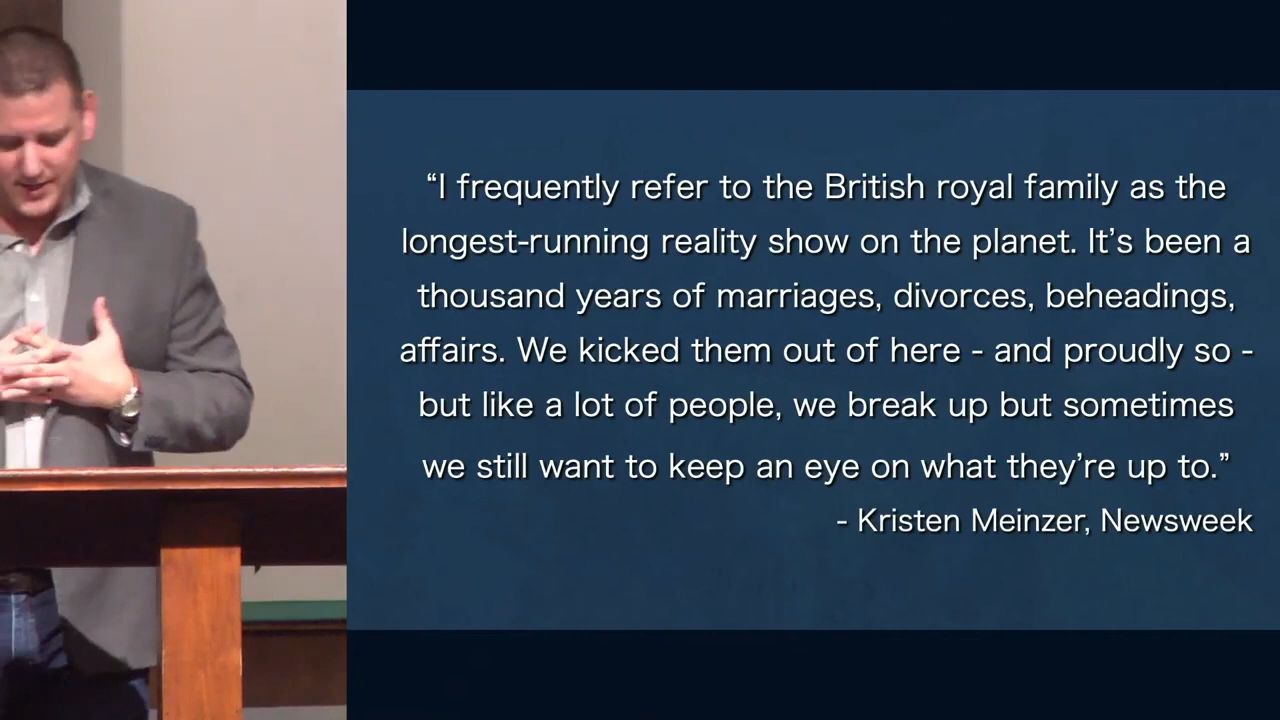 “I frequently refer to the British royal family as the
longest-running reality show on the planet. It’s been a
thousand years of marriages, divorces, beheadings,
affairs. We kicked them out of here - and proudly so -
but like a lot of people, we break up but sometimes
we still want to keep an eye on what they’re up to.”
- Kristen Meinzer, Newsweek